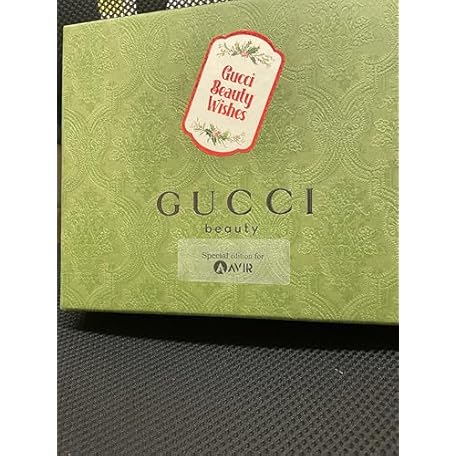 Gucci
Beauty
Wishes
GUCCI
beauty
Special edition for
AVIR